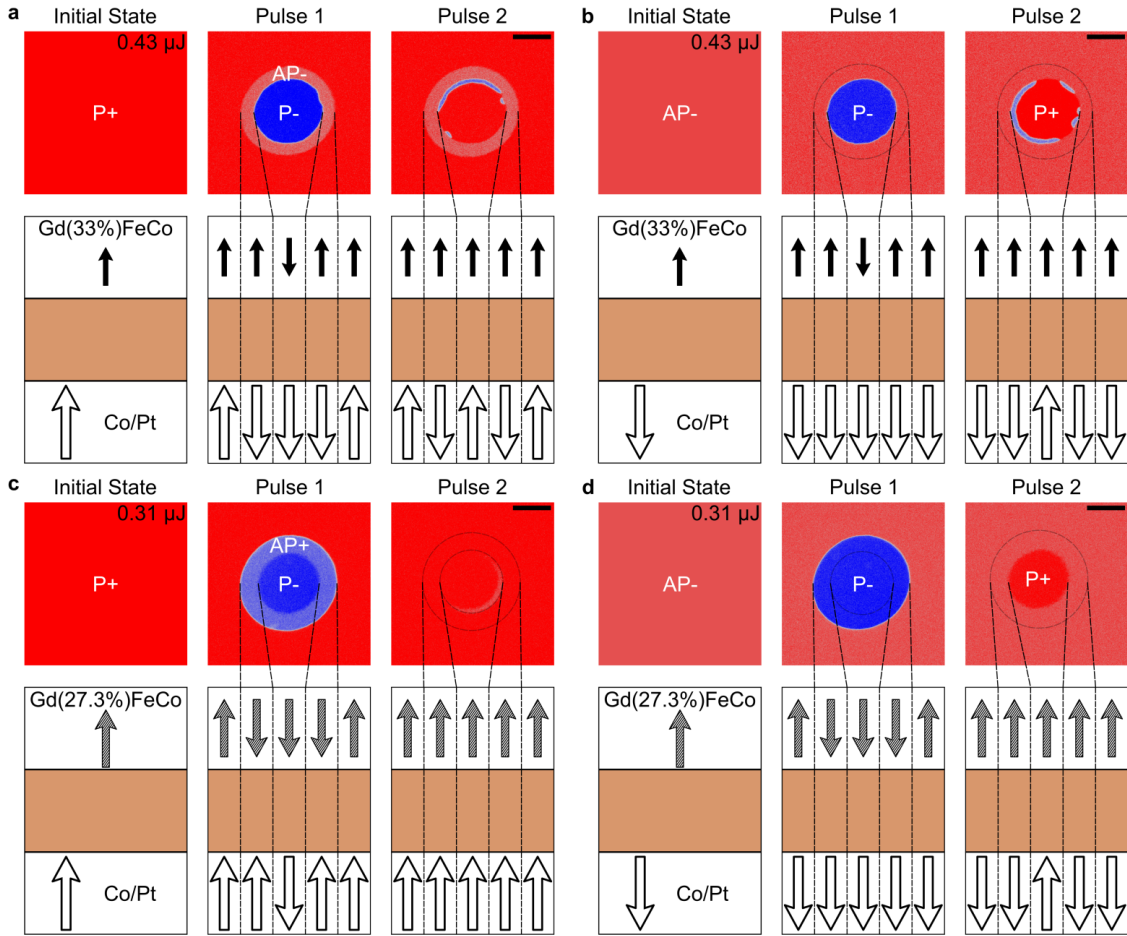 a
Initial State
Pulse 1
Pulse 2
0.43 µJ
P+
AP-
P-
Gd(33%)FeCo
Co/Pt
b
Initial State
Pulse 1
Pulse 2
0.43 µJ
AP-
P-
P+
Gd(33%)FeCo
Co/Pt
c
Initial State
Pulse 1
Pulse 2
0.31 µJ
P+
AP+
P-
Gd(27.3%)FeCo
Co/Pt
d
Initial State
Pulse 1
Pulse 2
0.31 µJ
AP-
P-
P+
Gd(27.3%)FeCo
Co/Pt